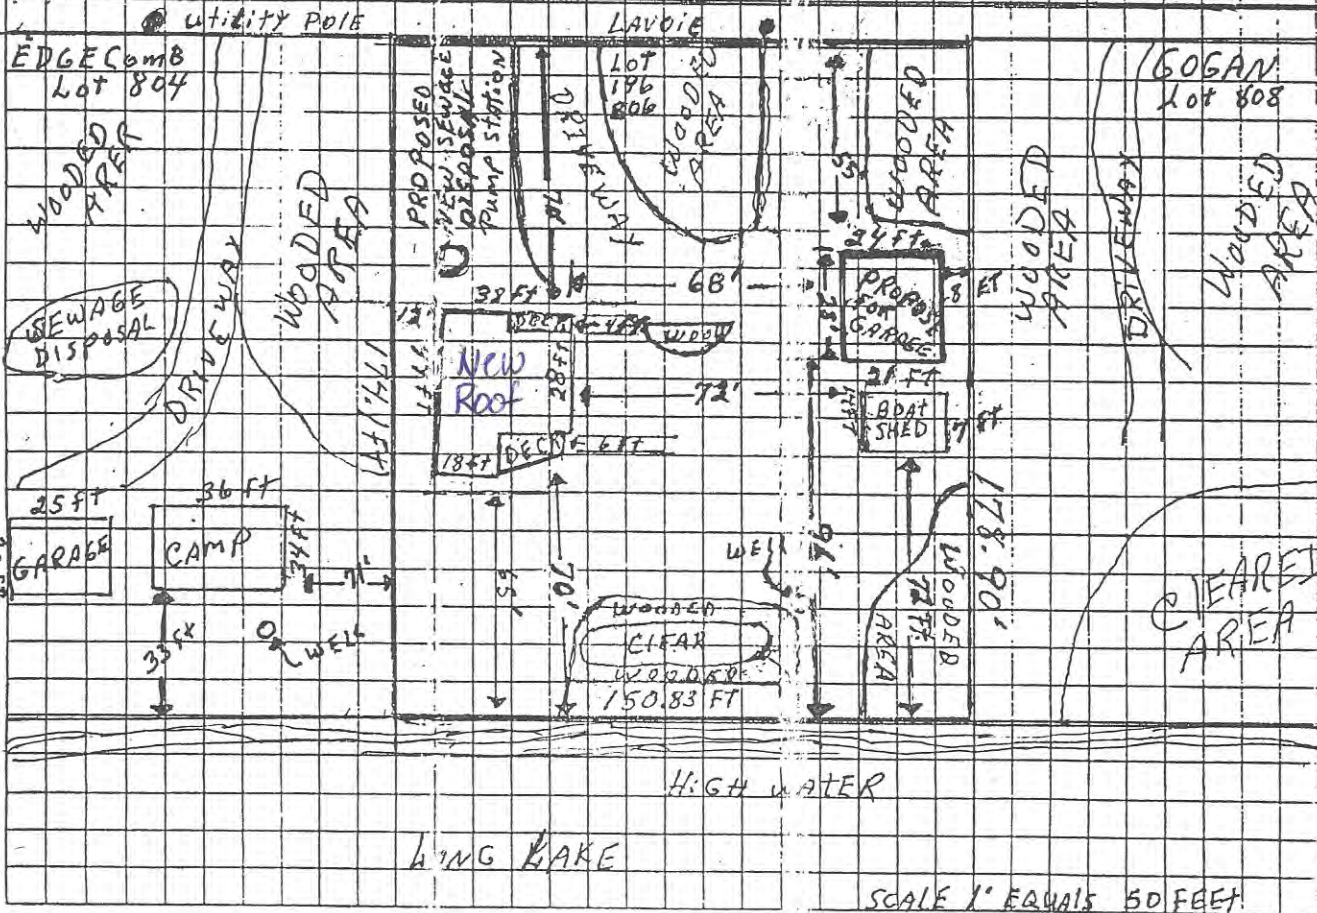 utility POLE
LAVOIE
EDGEComB
Lot 804
WOODED
AREA
DRIVEWAY
WOODED
AREA
SEWAGE
DISPOSAL
25 FT
GARAGE
36 FT
CAMP
34 FT
71'
33 FT
WELL
PROPOSED
NEW SEWAGE
DISPOSAL
PUMP STATION
DRIVEWAY
Lot
196
806
WOODED
AREA
38 ft
68'
DECK
4 FT
WOOD
New
Roof
28 FT
72'
18 ft
DECK
6 ft
65'
70'
WOODED
CLEAR
WOODED
150.83 FT
55
WOODED
AREA
24 ft
PROPOSE
FOR
GARAGE
8 FT
BOAT
SHED
14 FT
7 ft
96'
72 Ft
WOODED
AREA
178.90'
GOGAN
Lot 808
WOODED
AREA
DRIVEWAY
WOODED
AREA
CLEARED
AREA
HIGH WATER
LONG LAKE
SCALE 1" EQUALS 50 FEET